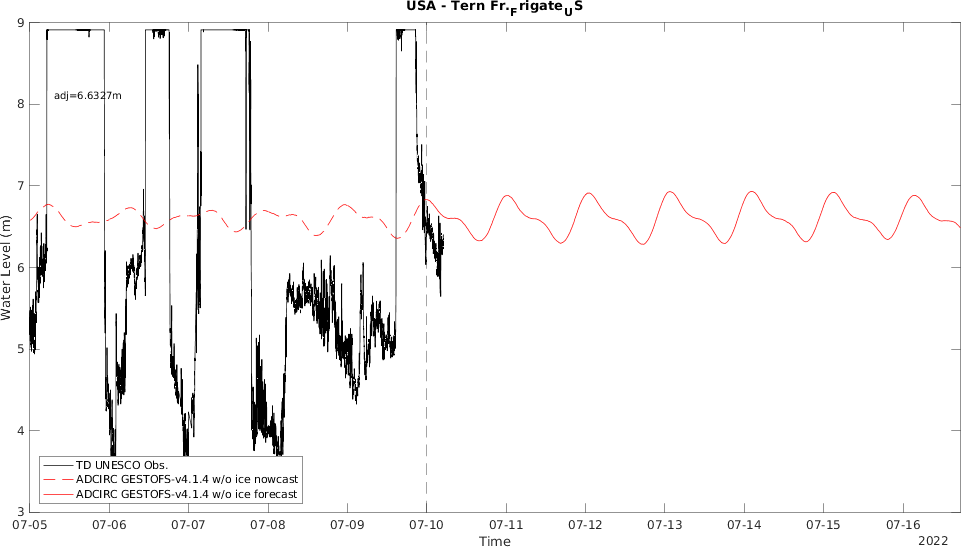 USA - Tern Fr.FrigateUS
9
8
7
6
5
4
3
Water Level (m)
adj=6.6327m
TD UNESCO Obs.
ADCIRC GESTOFS-v4.1.4 w/o ice nowcast
ADCIRC GESTOFS-v4.1.4 w/o ice forecast
07-05 07-06 07-07 07-08 07-09 07-10 07-11 07-12 07-13 07-14 07-15 07-16
Time
2022